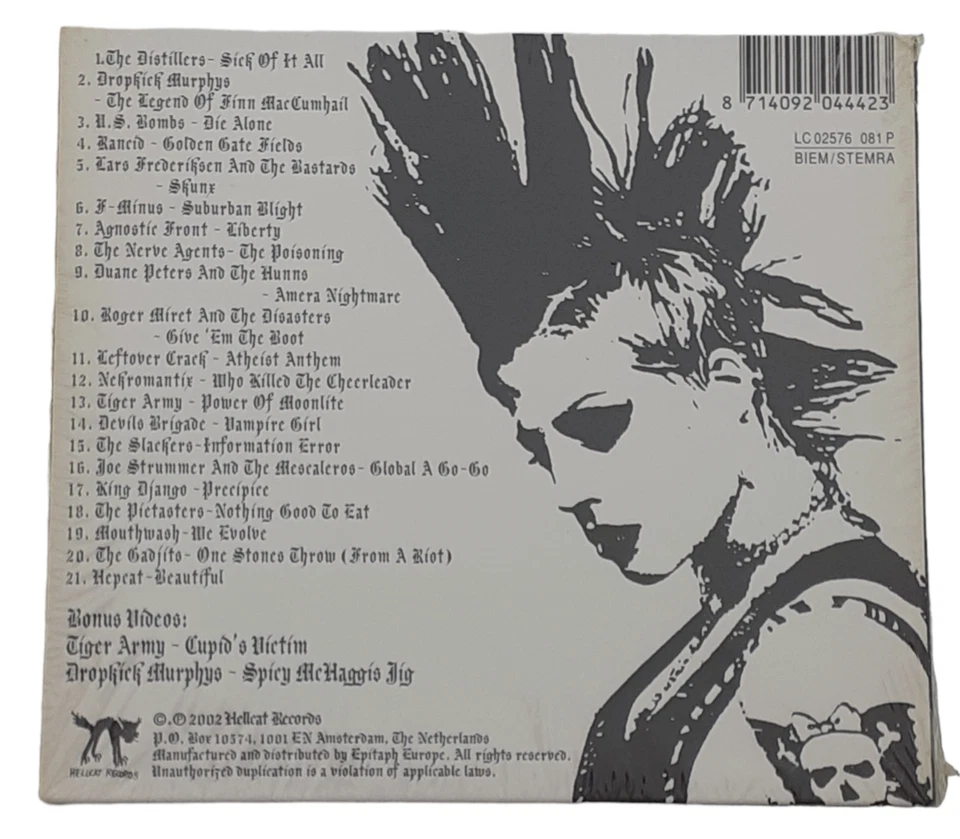 1.The Distillers- Sick Of It All
2. Dropkick Murphys
- The Legend Of Finn MacCumhail
3. U.S. Bombs - Die Alone
4. Rancid - Golden Gate Fields
5. Lars Frederiksen And The Bastards
- Skunx
6. F-Minus - Suburban Blight
7. Agnostic Front - Liberty
8. The Nerve Agents- The Poisoning
9. Duane Peters And The Hunns
- Amera Nightmare
10. Roger Miret And The Disasters
- Give 'Em The Boot
11. Leftover Crack - Atheist Anthem
12. Nekromantix - Who Killed The Cheerleader
13. Tiger Army - Power Of Moonlite
14. Devils Brigade - Vampire Girl
15. The Slackers-Information Error
16. Joe Strummer And The Mescaleros- Global A Go-Go
17. King Django -Precipice
18. The Pietasters-Nothing Good To Eat
19. Mouthwash-We Evolve
20. The Gadjits- One Stones Throw (From A Riot)
21. Hepcat-Beautiful
Bonus Videos:
Tiger Army - Cupid's Victim
Dropkick Murphys - Spicy McHaggis Jig
HELLCAT RECORDS
©.℗ 2002 Hellcat Records
P.O. Box 10574, 1001 EN Amsterdam, The Netherlands
Manufactured and distributed by Epitaph Europe. All rights reserved.
Unauthorized duplication is a violation of applicable laws.
8 714092 044423
LC 02576 081 P
BIEM/STEMRA